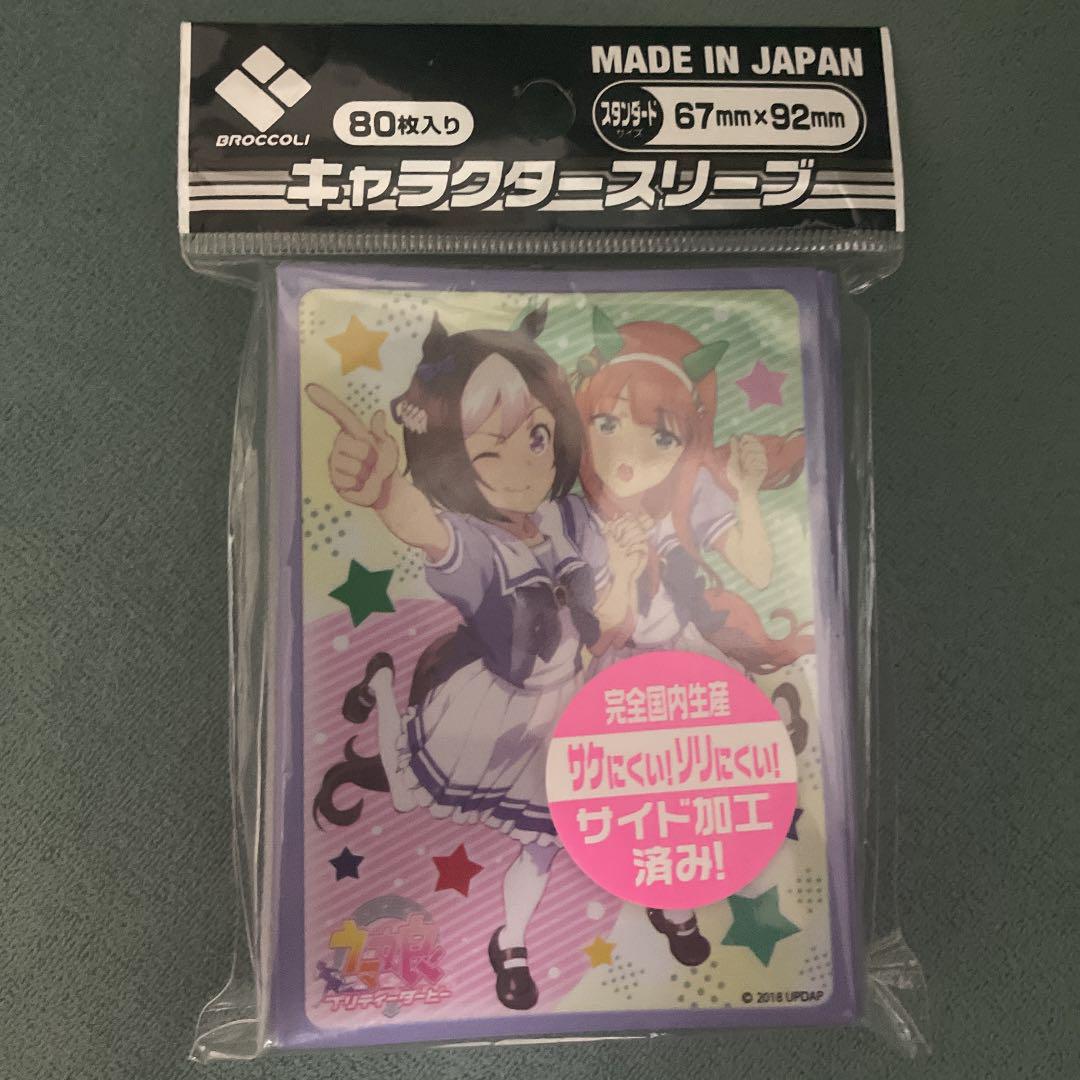 BROCCOLI
80枚入り
MADE IN JAPAN
スタンダード
サイズ
67mm×92mm
キャラクタースリーブ
完全国内生産
サケにくい!ソリにくい!
サイド加工
済み!
ウマ娘
プリティーダービー
© 2018 UPDAP